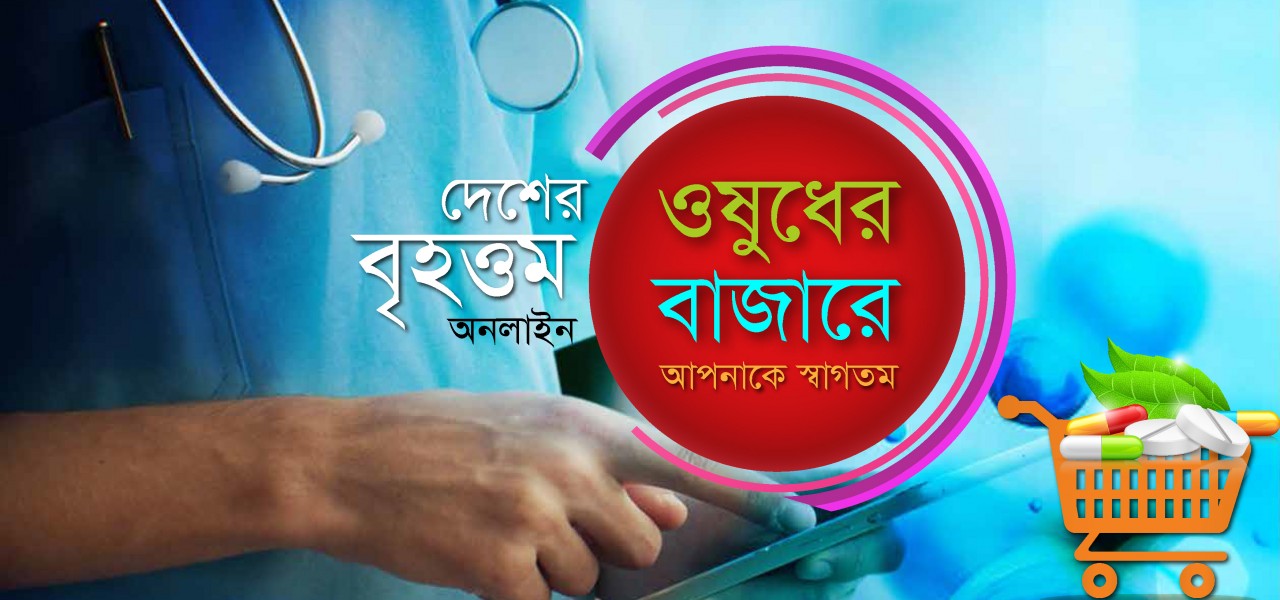 দেশের
বৃহত্তম
অনলাইন
ওষুধের
বাজারে
আপনাকে স্বাগতম